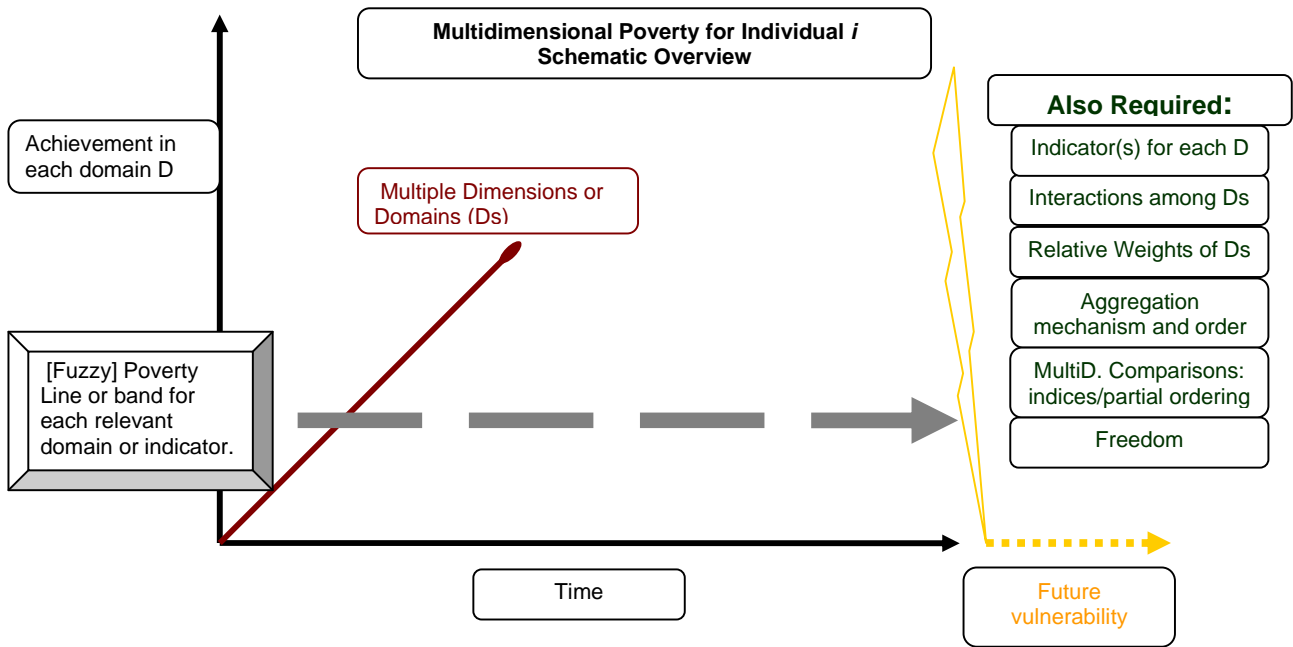 Multidimensional Poverty for Individual i
Schematic Overview
Also Required:
Achievement in
each domain D
Indicator(s) for each D
Multiple Dimensions or
Domains (Ds)
Interactions among Ds
Relative Weights of Ds
Aggregation
mechanism and order
[Fuzzy] Poverty
Line or band for
each relevant
domain or indicator.
MultiD. Comparisons:
indices/partial ordering
Freedom
Time
Future
vulnerability